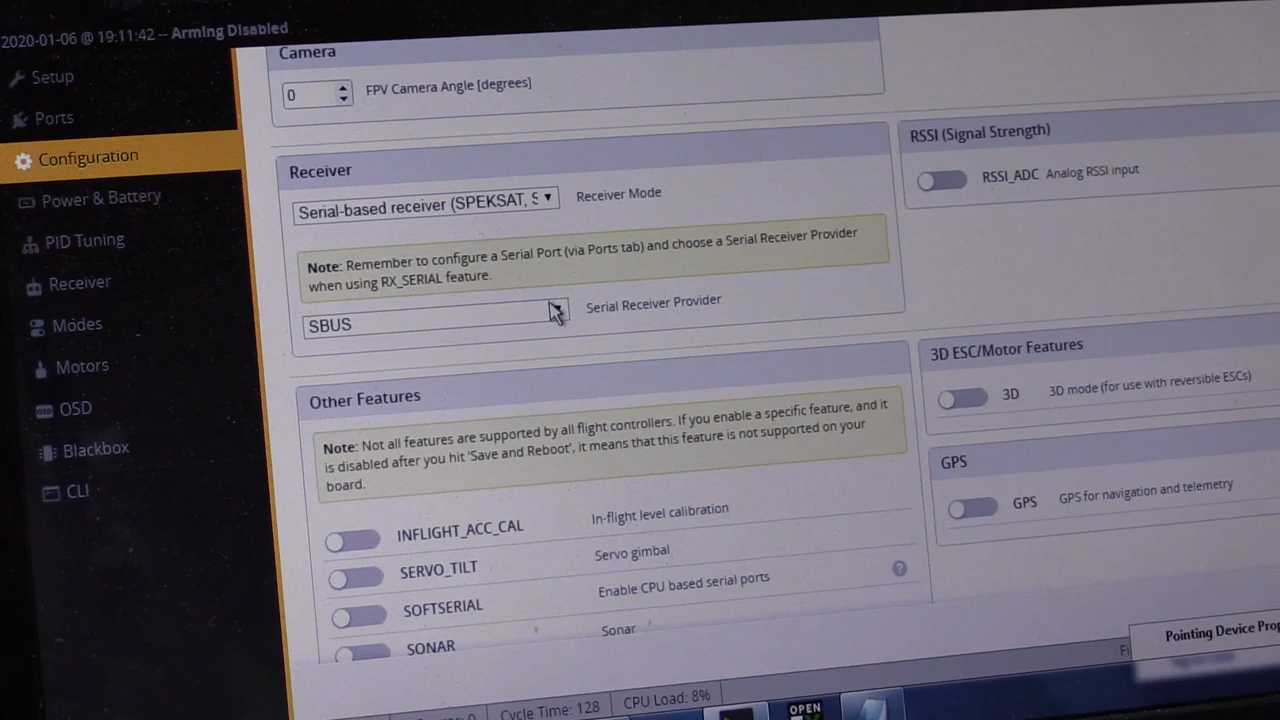 2020-01-06 @ 19:11:42 -- Arming Disabled
Setup
Ports
Configuration
Power & Battery
PID Tuning
Receiver
Modes
Motors
OSD
Blackbox
CLI
Camera
0
FPV Camera Angle [degrees]
Receiver
Serial-based receiver (SPEKSAT, S
Receiver Mode
Note: Remember to configure a Serial Port (via Ports tab) and choose a Serial Receiver Provider
when using RX_SERIAL feature.
SBUS
Serial Receiver Provider
RSSI (Signal Strength)
RSSI_ADC Analog RSSI input
Other Features
Note: Not all features are supported by all flight controllers. If you enable a specific feature, and it
is disabled after you hit 'Save and Reboot', it means that this feature is not supported on your
board.
INFLIGHT_ACC_CAL In-flight level calibration
SERVO_TILT Servo gimbal
SOFTSERIAL Enable CPU based serial ports
?
SONAR Sonar
3D ESC/Motor Features
3D 3D mode (for use with reversible ESCs)
GPS
GPS GPS for navigation and telemetry
Pointing Device Prop
Cycle Time: 128
CPU Load: 8%
OPEN